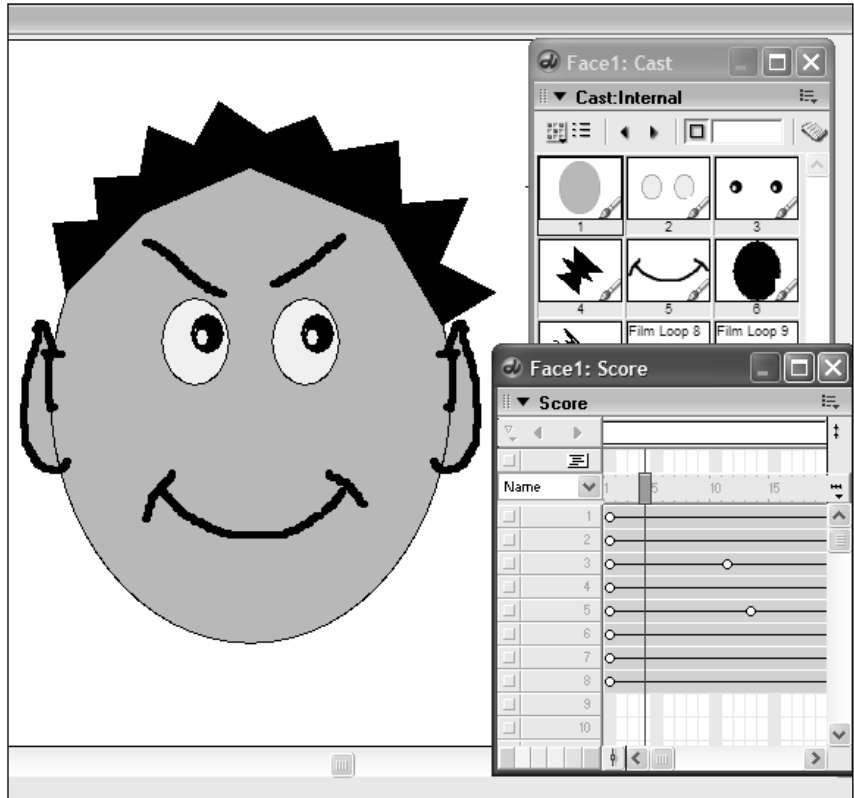 Face1: Cast
Cast:Internal
1 2 3
4 5 6
Film Loop 8 Film Loop 9
Face1: Score
Score
Name 1 5 10 15
1
2
3
4
5
6
7
8
9
10